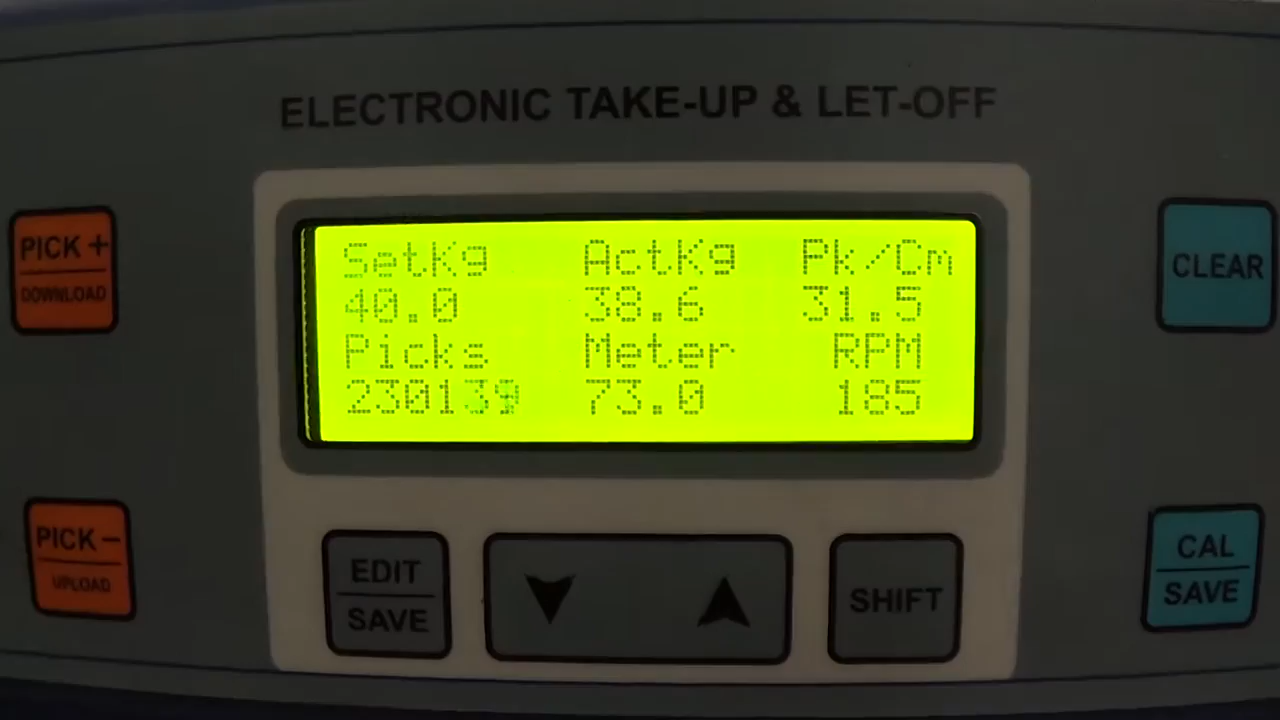 ELECTRONIC TAKE-UP & LET-OFF
PICK +
DOWNLOAD
SetKg ActKg Pk/Cm
40.0 38.6 31.5
Picks Meter RPM
230139 73.0 185
CLEAR
PICK –
UPLOAD
EDIT
SAVE
SHIFT
CAL
SAVE